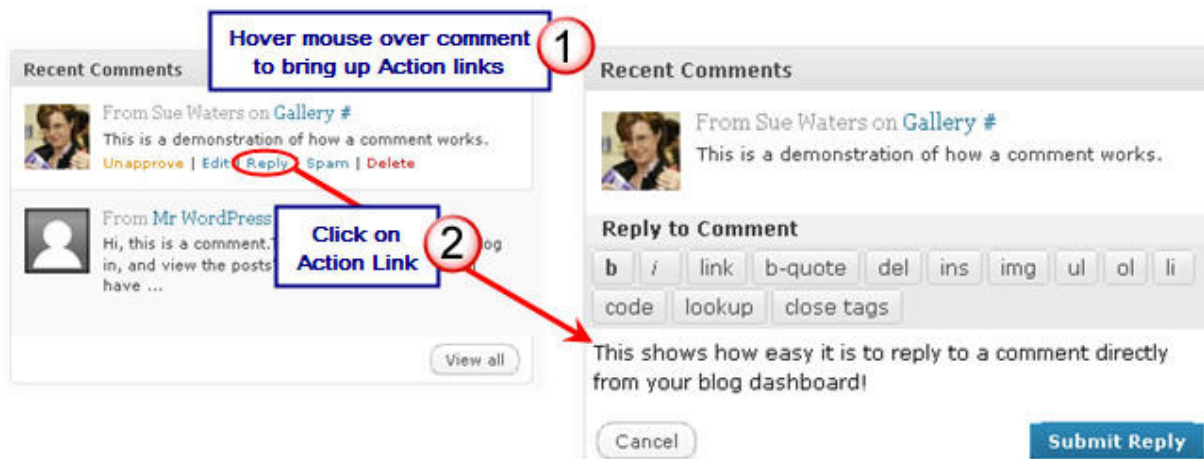 Hover mouse over comment
to bring up Action links
1
Recent Comments
From Sue Waters on Gallery #
This is a demonstration of how a comment works.
Unapprove | Edit | Reply | Spam | Delete
From Mr WordPress
Hi, this is a comment.
in, and view the posts'
have ...
View all
Click on
Action Link
2
Recent Comments
From Sue Waters on Gallery #
This is a demonstration of how a comment works.
Reply to Comment
b i link b-quote del ins img ul ol li
code lookup close tags
This shows how easy it is to reply to a comment directly
from your blog dashboard!
Cancel
Submit Reply